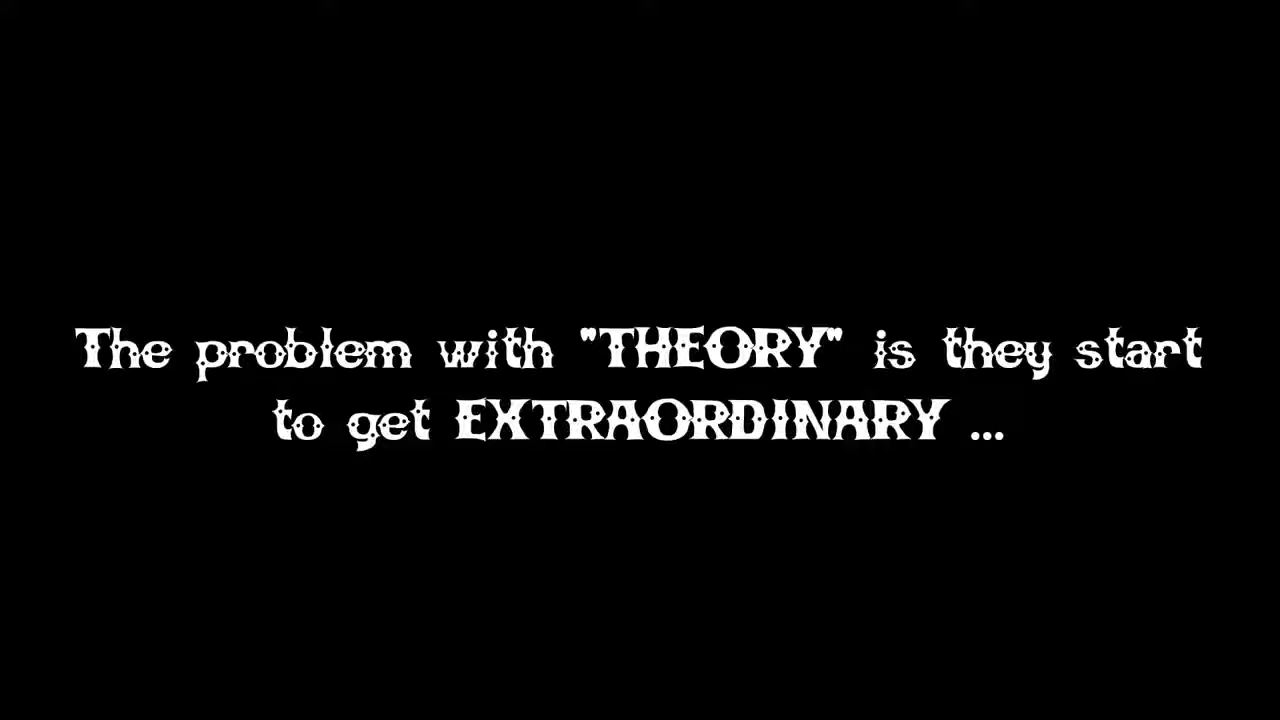 The problem with "THEORY" is they start
to get EXTRAORDINARY ...